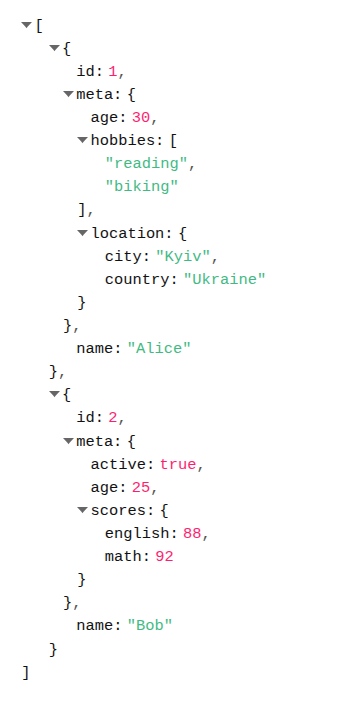 [
{
id: 1,
meta: {
age: 30,
hobbies: [
"reading",
"biking"
],
location: {
city: "Kyiv",
country: "Ukraine"
}
},
name: "Alice"
},
{
id: 2,
meta: {
active: true,
age: 25,
scores: {
english: 88,
math: 92
}
},
name: "Bob"
}
]